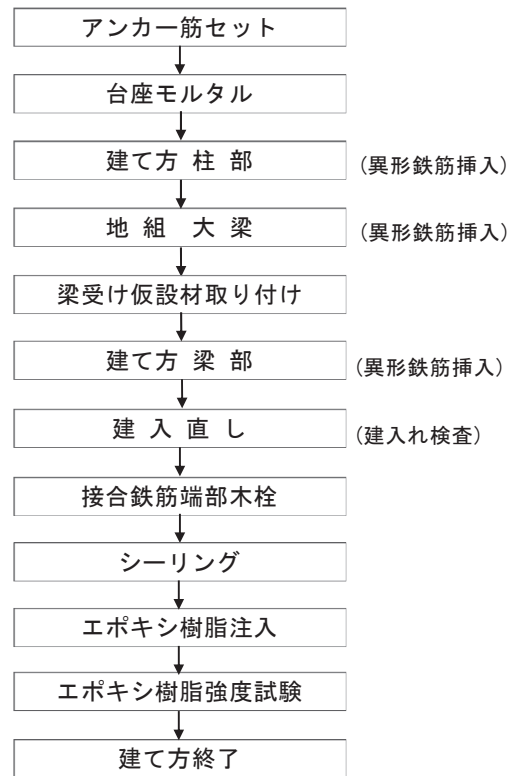 アンカー筋セット
台座モルタル
建て方 柱 部 (異形鉄筋挿入)
地 組 大 梁 (異形鉄筋挿入)
梁受け仮設材取り付け
建て方 梁 部 (異形鉄筋挿入)
建 入 直 し (建入れ検査)
接合鉄筋端部木栓
シーリング
エポキシ樹脂注入
エポキシ樹脂強度試験
建て方終了